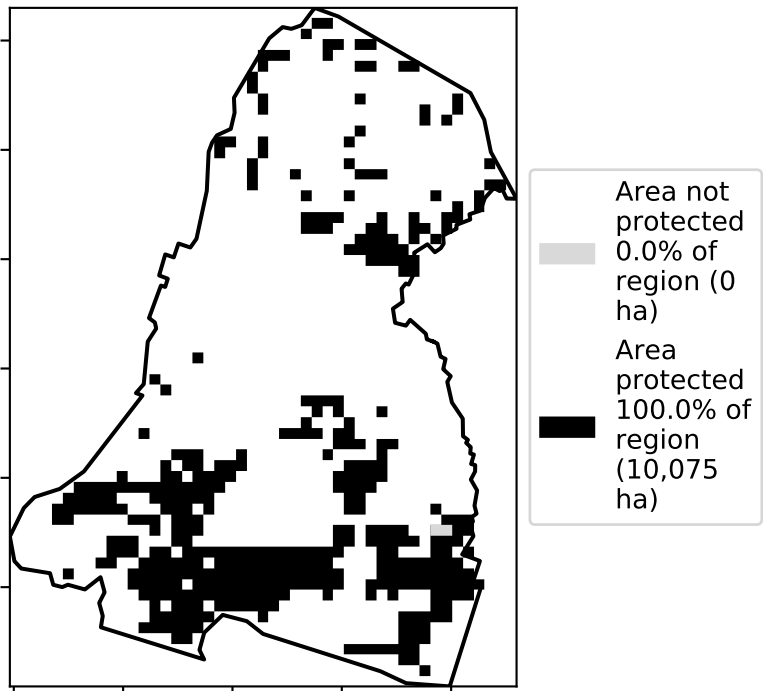 Area not
protected
0.0% of
region (0
ha)
Area
protected
100.0% of
region
(10,075
ha)